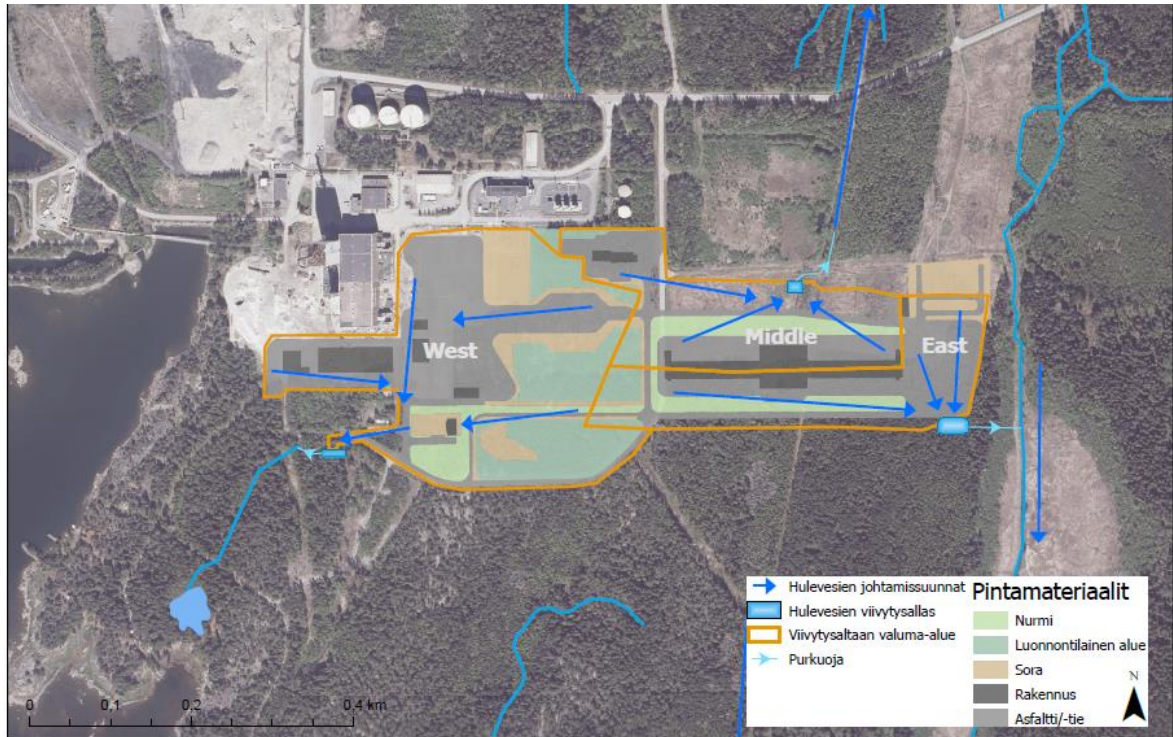 West
Middle
East
0
0,1
0,2
0,4 km
Hulevesien johtamissuunnat
Hulevesien viivytysallas
Viivytysaltaan valuma-alue
Purkuoja
Pintamateriaalit
Nurmi
Luonnontilainen alue
Sora
Rakennus
Asfaltti/-tie
N